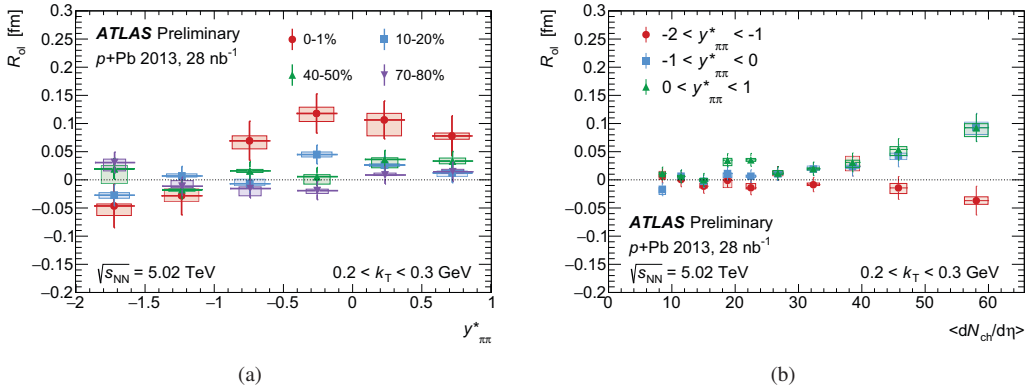 R_ol [fm]
0.3
0.25
0.2
0.15
0.1
0.05
0
−0.05
−0.1
−0.15
−0.2
ATLAS Preliminary
p+Pb 2013, 28 nb⁻¹
0-1%
10-20%
40-50%
70-80%
√s_NN = 5.02 TeV
0.2 < k_T < 0.3 GeV
−2 −1.5 −1 −0.5 0 0.5 1
y*_ππ
(a)
R_ol [fm]
0.3
0.25
0.2
0.15
0.1
0.05
0
−0.05
−0.1
−0.15
−0.2
-2 < y*_ππ < -1
-1 < y*_ππ < 0
0 < y*_ππ < 1
ATLAS Preliminary
p+Pb 2013, 28 nb⁻¹
√s_NN = 5.02 TeV
0.2 < k_T < 0.3 GeV
0 10 20 30 40 50 60
<dN_ch/dη>
(b)